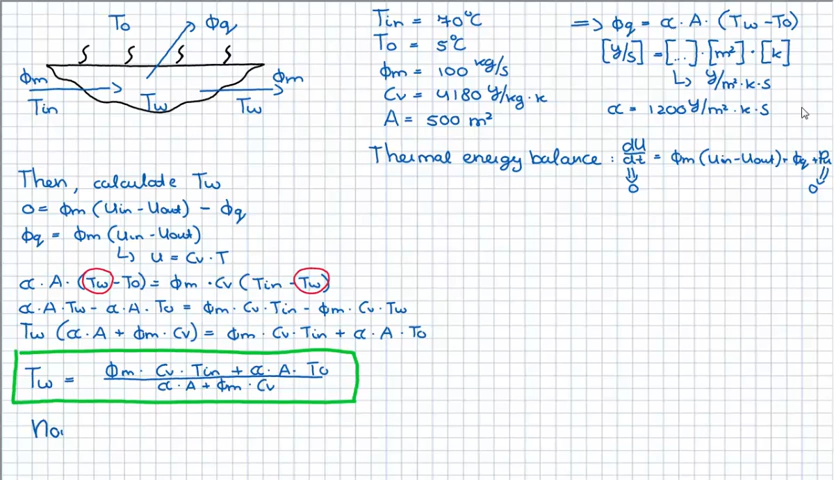 To
ϕq
ϕm
ϕm
Tin
Tw
Tw
Tin = 70°C
To = 5°C
ϕm = 100 kg/s
Cv = 4180 J/kg·k
A = 500 m²
=> ϕq = α · A · (Tw - To)
[J/s] = [...] · [m²] · [k]
↳ J/m²·k·s
α = 1200 J/m²·k·s
Thermal energy balance : dU/dt = ϕm (Uin - Uout) - ϕq + Pu
⇓ ⇓
0 0
Then, calculate Tw
0 = ϕm (Uin - Uout) - ϕq
ϕq = ϕm (Uin - Uout)
↳ u = Cv · T
α · A · (Tw - To) = ϕm · Cv (Tin - Tw)
α · A · Tw - α · A · To = ϕm · Cv · Tin - ϕm · Cv · Tw
Tw (α · A + ϕm · Cv) = ϕm · Cv · Tin + α · A · To
Tw = ϕm · Cv · Tin + α · A · To
α · A + ϕm · Cv
No